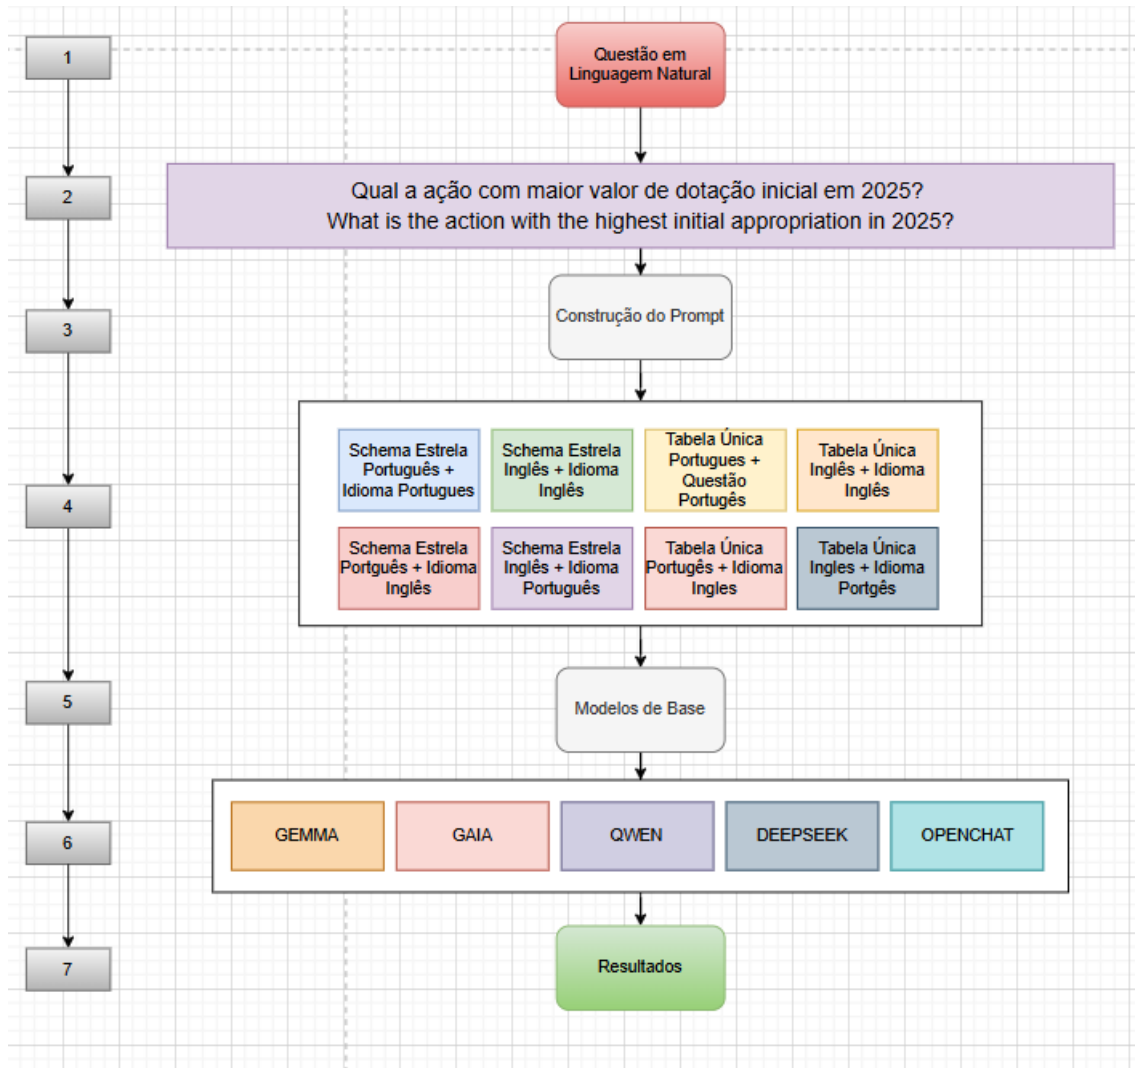 1
Questão em
Linguagem Natural
2
Qual a ação com maior valor de dotação inicial em 2025?
What is the action with the highest initial appropriation in 2025?
3
Construção do Prompt
4
Schema Estrela
Português +
Idioma Portugues
Schema Estrela
Inglês + Idioma
Inglês
Tabela Única
Portugues +
Questão
Portugês
Tabela Única
Inglês + Idioma
Inglês
Schema Estrela
Portguês + Idioma
Inglês
Schema Estrela
Inglês + Idioma
Português
Tabela Única
Portugês + Idioma
Ingles
Tabela Única
Ingles + Idioma
Portgês
5
Modelos de Base
6
GEMMA
GAIA
QWEN
DEEPSEEK
OPENCHAT
7
Resultados